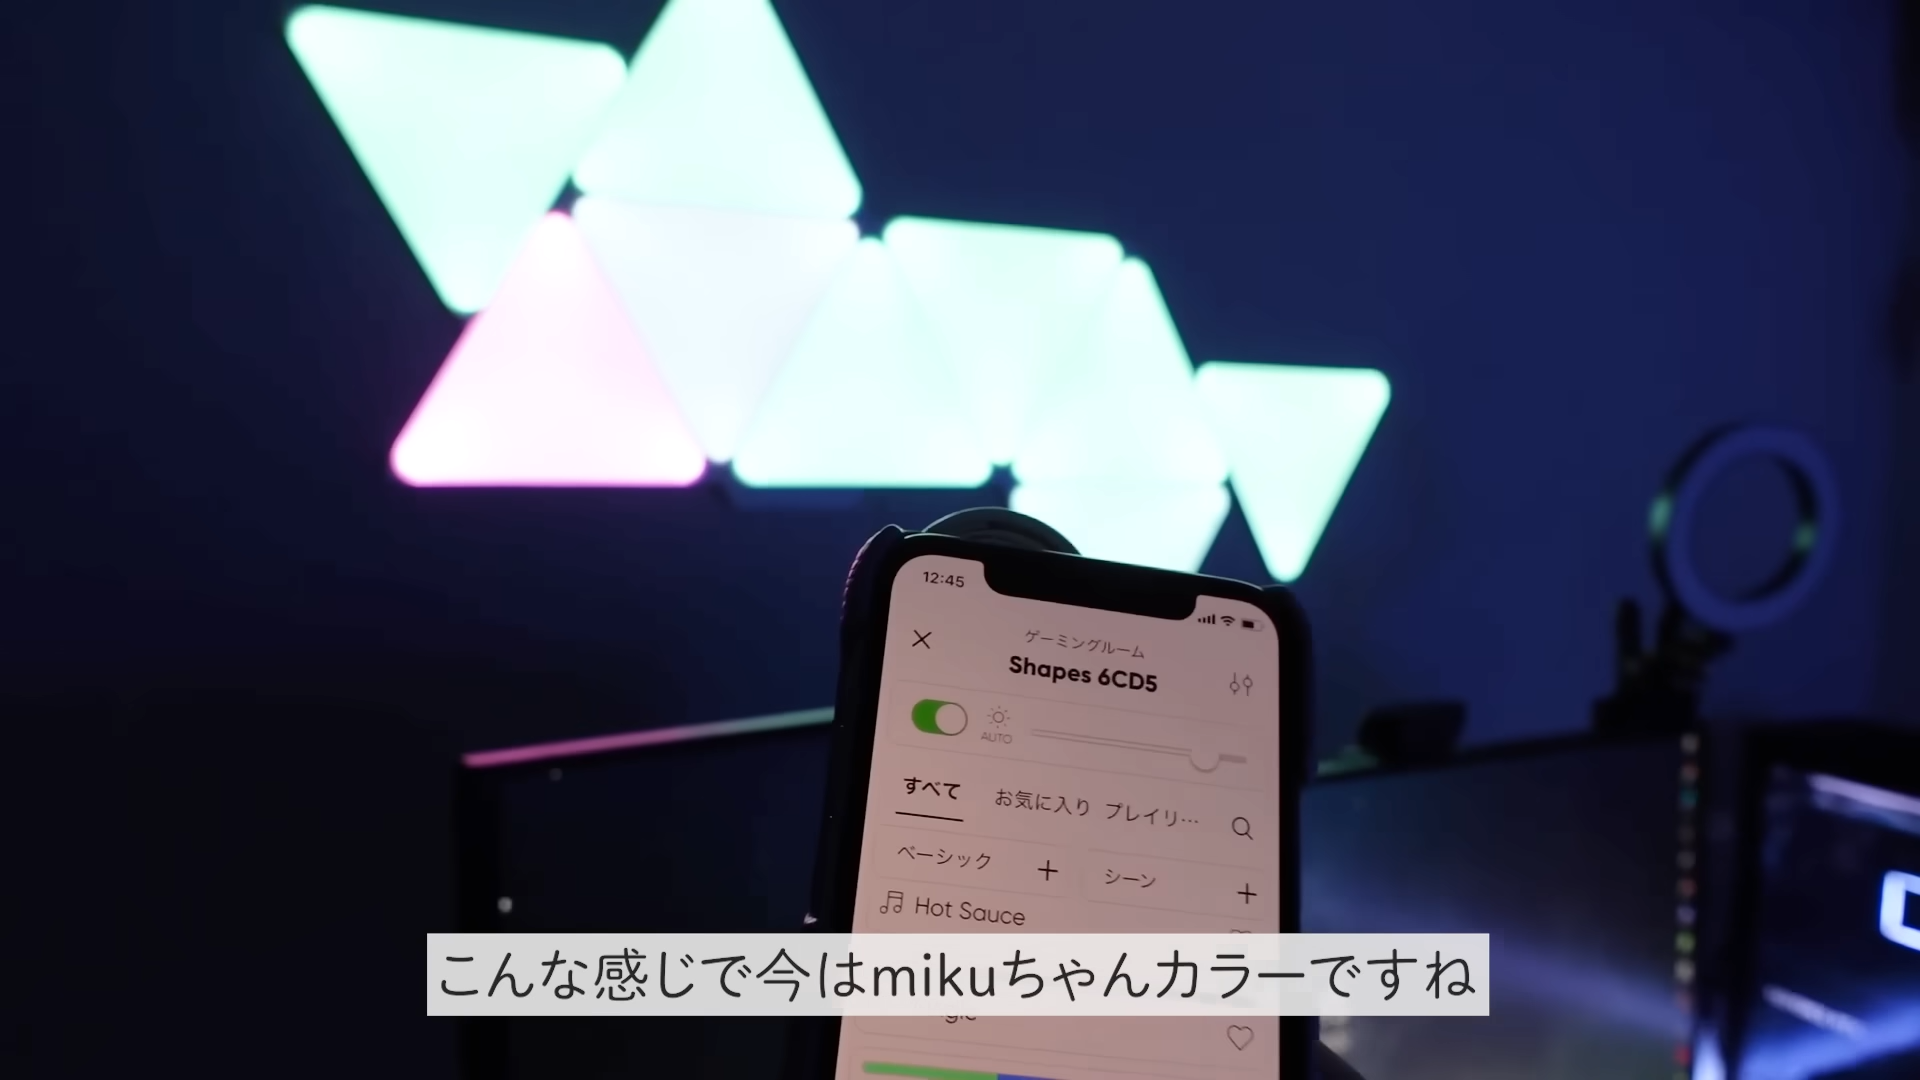 12:45
ゲーミングルーム
Shapes 6CD5
AUTO
すべて お気に入り プレイリ…
ベーシック + シーン +
Hot Sauce
こんな感じで今はmikuちゃんカラーですね